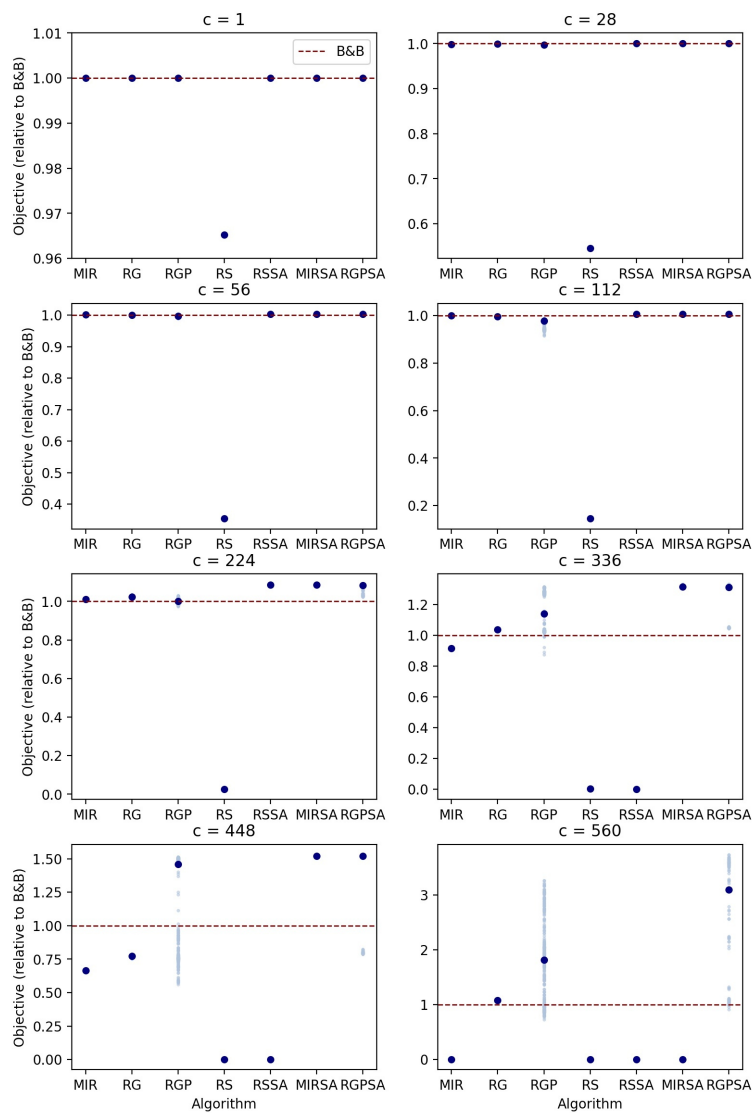 c = 1
1.01
1.00
0.99
0.98
0.97
0.96
Objective (relative to B&B)
B&B
MIR RG RGP RS RSSA MIRSA RGPSA
c = 28
1.0
0.9
0.8
0.7
0.6
MIR RG RGP RS RSSA MIRSA RGPSA
c = 56
1.0
0.9
0.8
0.7
0.6
0.5
0.4
Objective (relative to B&B)
MIR RG RGP RS RSSA MIRSA RGPSA
c = 112
1.0
0.8
0.6
0.4
0.2
MIR RG RGP RS RSSA MIRSA RGPSA
c = 224
1.0
0.8
0.6
0.4
0.2
0.0
Objective (relative to B&B)
MIR RG RGP RS RSSA MIRSA RGPSA
c = 336
1.2
1.0
0.8
0.6
0.4
0.2
0.0
MIR RG RGP RS RSSA MIRSA RGPSA
c = 448
1.50
1.25
1.00
0.75
0.50
0.25
0.00
Objective (relative to B&B)
MIR RG RGP RS RSSA MIRSA RGPSA
Algorithm
c = 560
3
2
1
0
MIR RG RGP RS RSSA MIRSA RGPSA
Algorithm